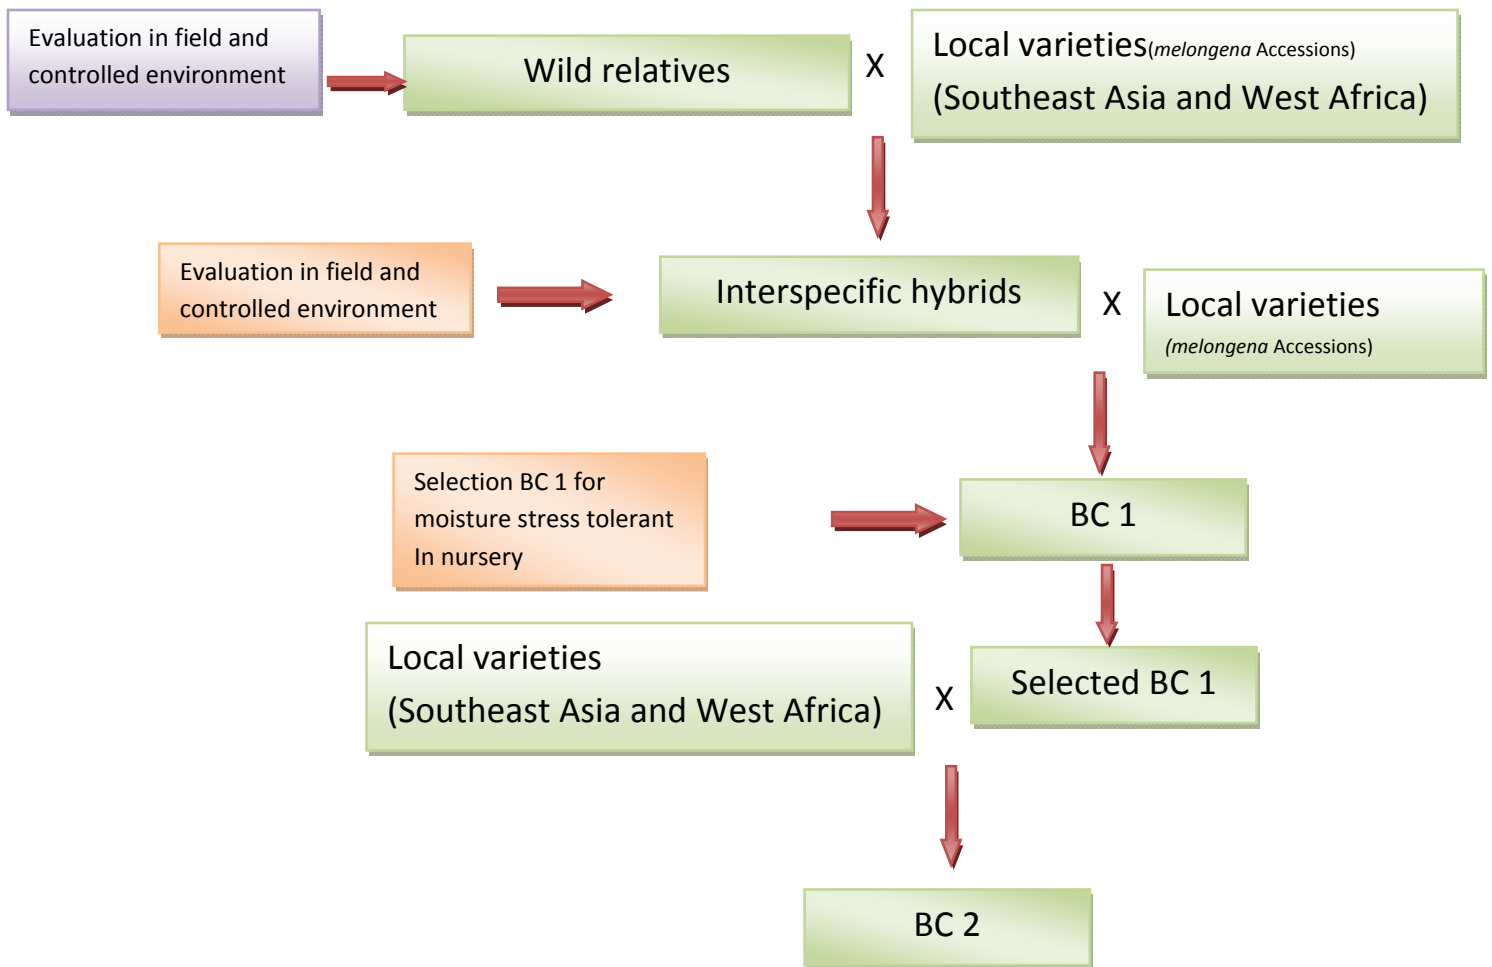 Evaluation in field and
controlled environment
Wild relatives
X
Local varieties(melongena Accessions)
(Southeast Asia and West Africa)
Evaluation in field and
controlled environment
Interspecific hybrids
X
Local varieties
(melongena Accessions)
Selection BC 1 for
moisture stress tolerant
In nursery
BC 1
Local varieties
(Southeast Asia and West Africa)
X
Selected BC 1
BC 2